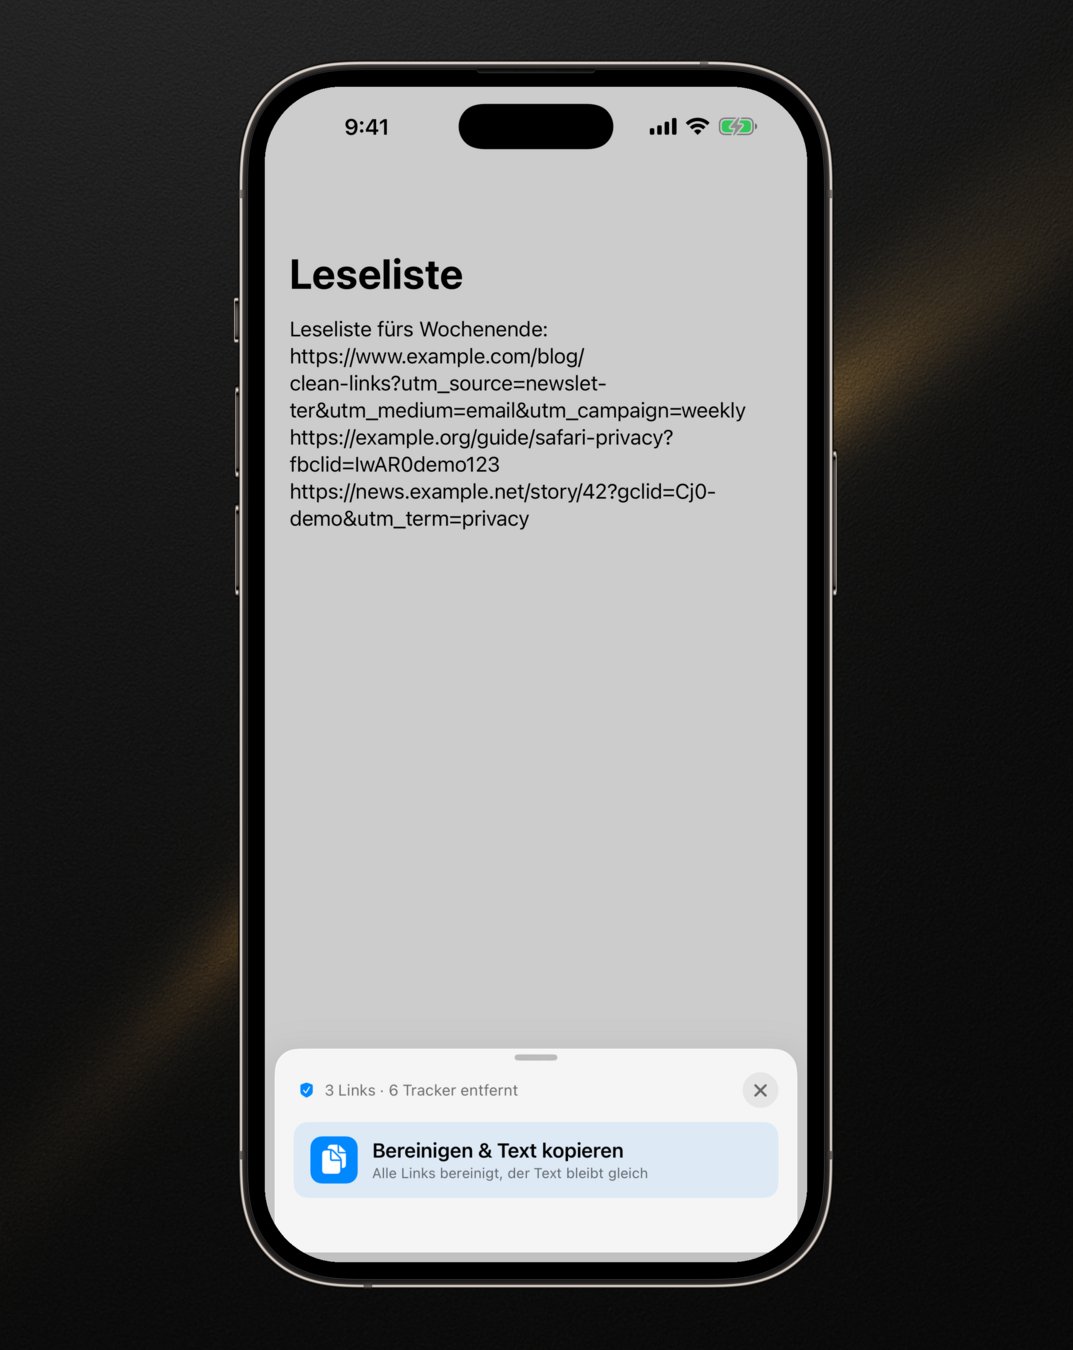 9:41
Leseliste
Leseliste fürs Wochenende:
https://www.example.com/blog/
clean-links?utm_source=newslet-
ter&utm_medium=email&utm_campaign=weekly
https://example.org/guide/safari-privacy?
fbclid=IwAR0demo123
https://news.example.net/story/42?gclid=Cj0-
demo&utm_term=privacy
3 Links · 6 Tracker entfernt
Bereinigen & Text kopieren
Alle Links bereinigt, der Text bleibt gleich